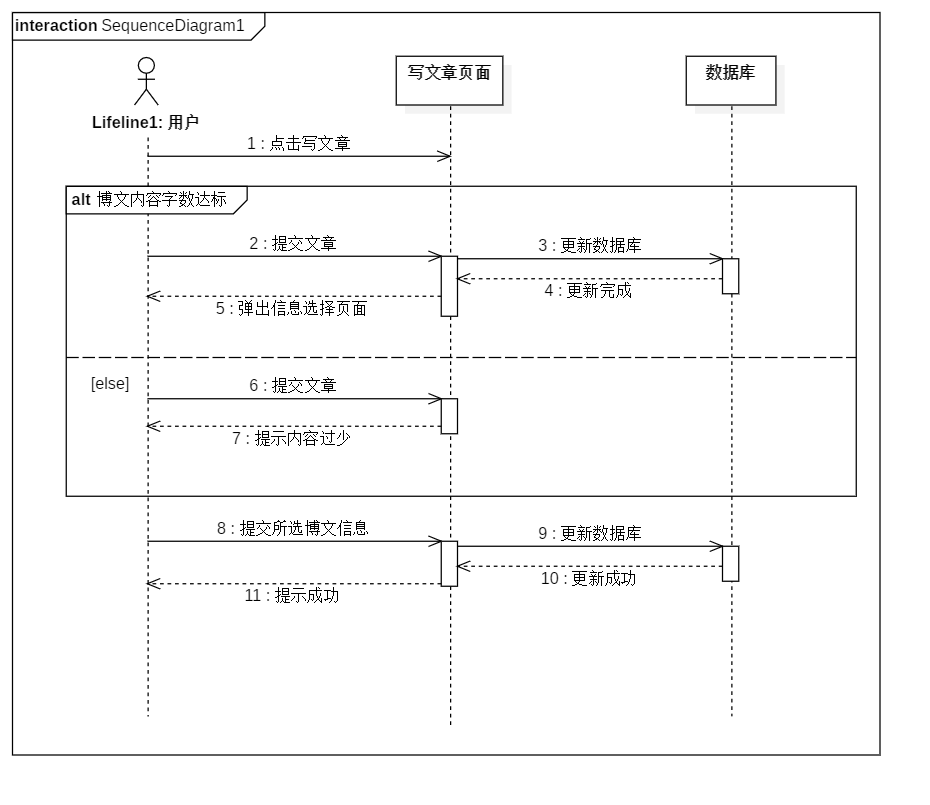 interaction SequenceDiagram1
写文章页面
数据库
Lifeline1: 用户
1 : 点击写文章
alt 博文内容字数达标
2 : 提交文章
3 : 更新数据库
4 : 更新完成
5 : 弹出信息选择页面
[else]
6 : 提交文章
7 : 提示内容过少
8 : 提交所选博文信息
9 : 更新数据库
10 : 更新成功
11 : 提示成功